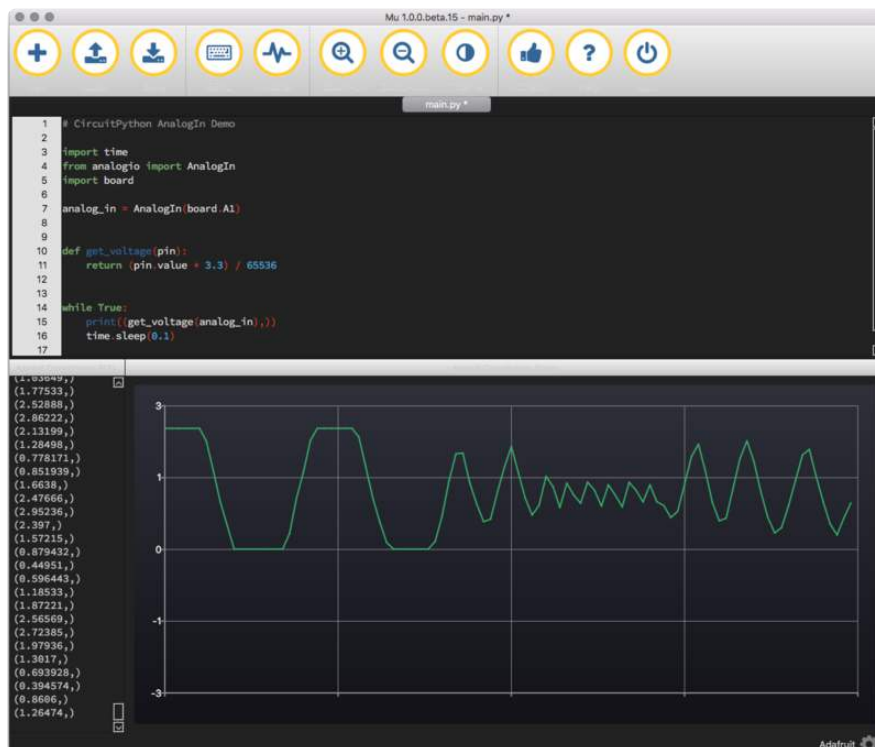 Mu 1.0.0.beta.15 - main.py *
main.py *
1 # CircuitPython AnalogIn Demo
2
3 import time
4 from analogio import AnalogIn
5 import board
6
7 analog_in = AnalogIn(board.A1)
8
9
10 def get_voltage(pin):
11     return (pin.value * 3.3) / 65536
12
13
14 while True:
15     print((get_voltage(analog_in),))
16     time.sleep(0.1)
17
(1.03649,)
(1.77533,)
(2.52888,)
(2.86222,)
(2.13199,)
(1.28498,)
(0.778171,)
(0.851939,)
(1.6638,)
(2.47666,)
(2.95236,)
(2.397,)
(1.57215,)
(0.879432,)
(0.44951,)
(0.596443,)
(1.18533,)
(1.87221,)
(2.56569,)
(2.72385,)
(1.97936,)
(1.3017,)
(0.693928,)
(0.394574,)
(0.8606,)
(1.26474,)
3
1
0
-1
-3
Adafruit